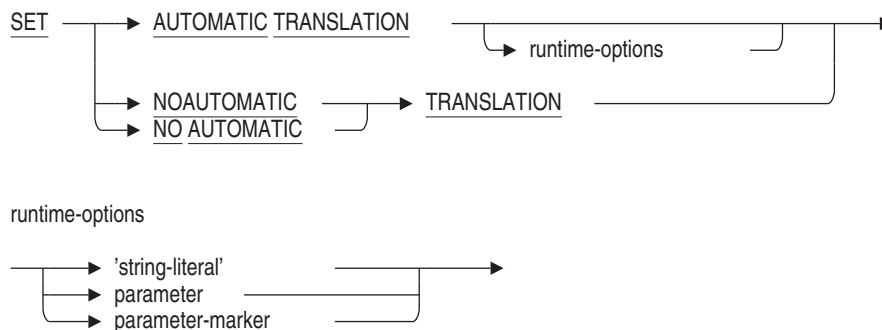 SET AUTOMATIC TRANSLATION
runtime-options
NOAUTOMATIC TRANSLATION
NO AUTOMATIC
runtime-options
'string-literal'
parameter
parameter-marker